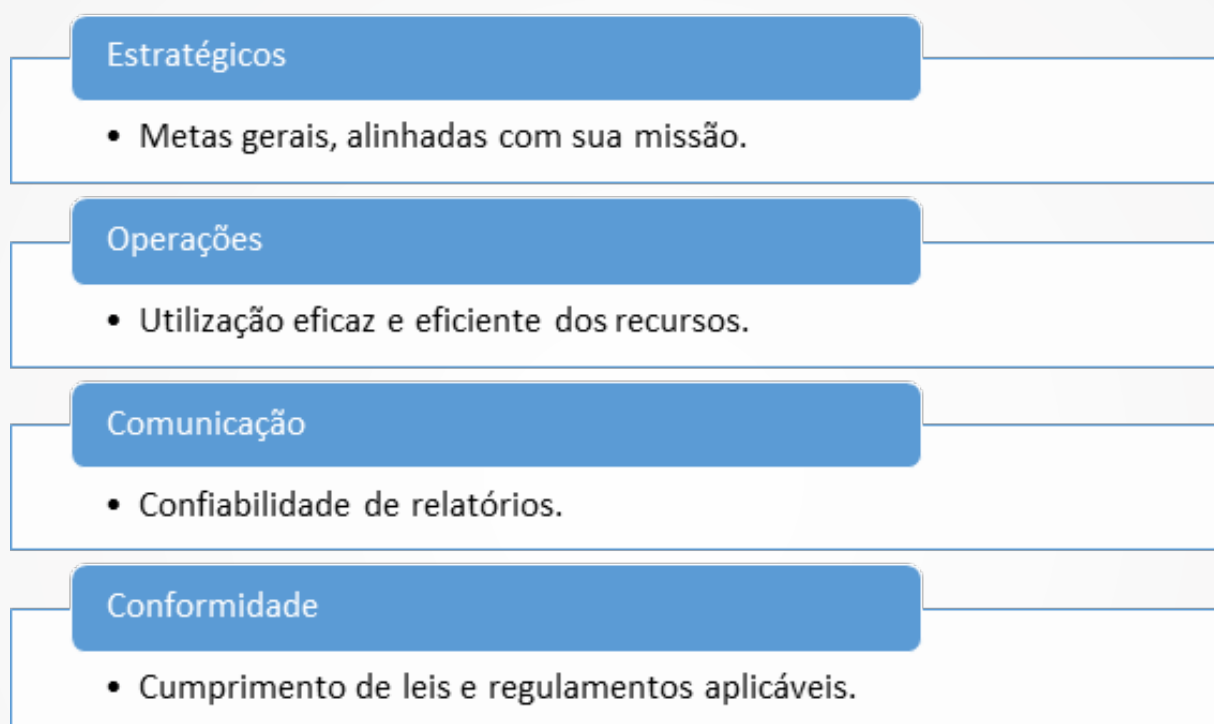 Estratégicos
• Metas gerais, alinhadas com sua missão.
Operações
• Utilização eficaz e eficiente dos recursos.
Comunicação
• Confiabilidade de relatórios.
Conformidade
• Cumprimento de leis e regulamentos aplicáveis.